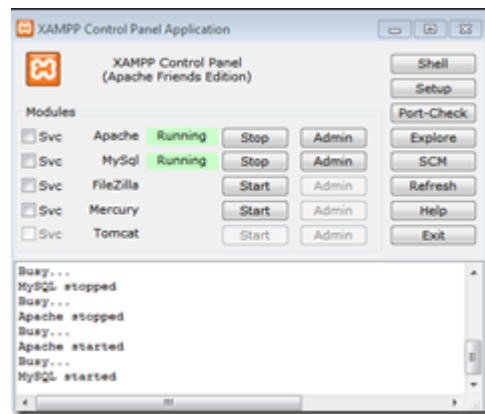 XAMPP Control Panel Application
XAMPP Control Panel
(Apache Friends Edition)
Shell
Setup
Modules
Port-Check
Svc Apache Running Stop Admin Explore
Svc MySql Running Stop Admin SCM
Svc FileZilla Start Admin Refresh
Svc Mercury Start Admin Help
Svc Tomcat Start Admin Exit
Busy...
MySQL stopped
Busy...
Apache stopped
Busy...
Apache started
Busy...
MySQL started